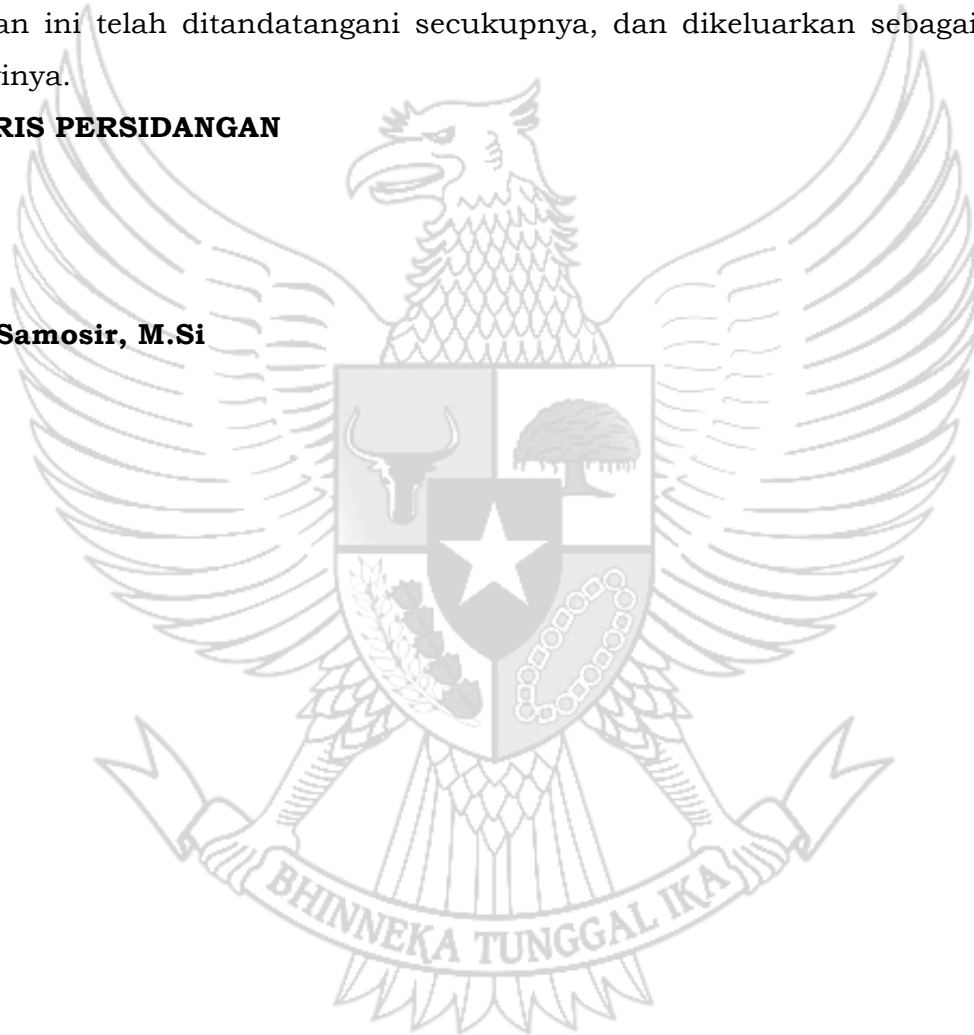 an ini telah ditandatangani secukupnya, dan dikeluarkan sebagai
inya.
RIS PERSIDANGAN
Samosir, M.Si
BHINNEKA TUNGGAL IKA